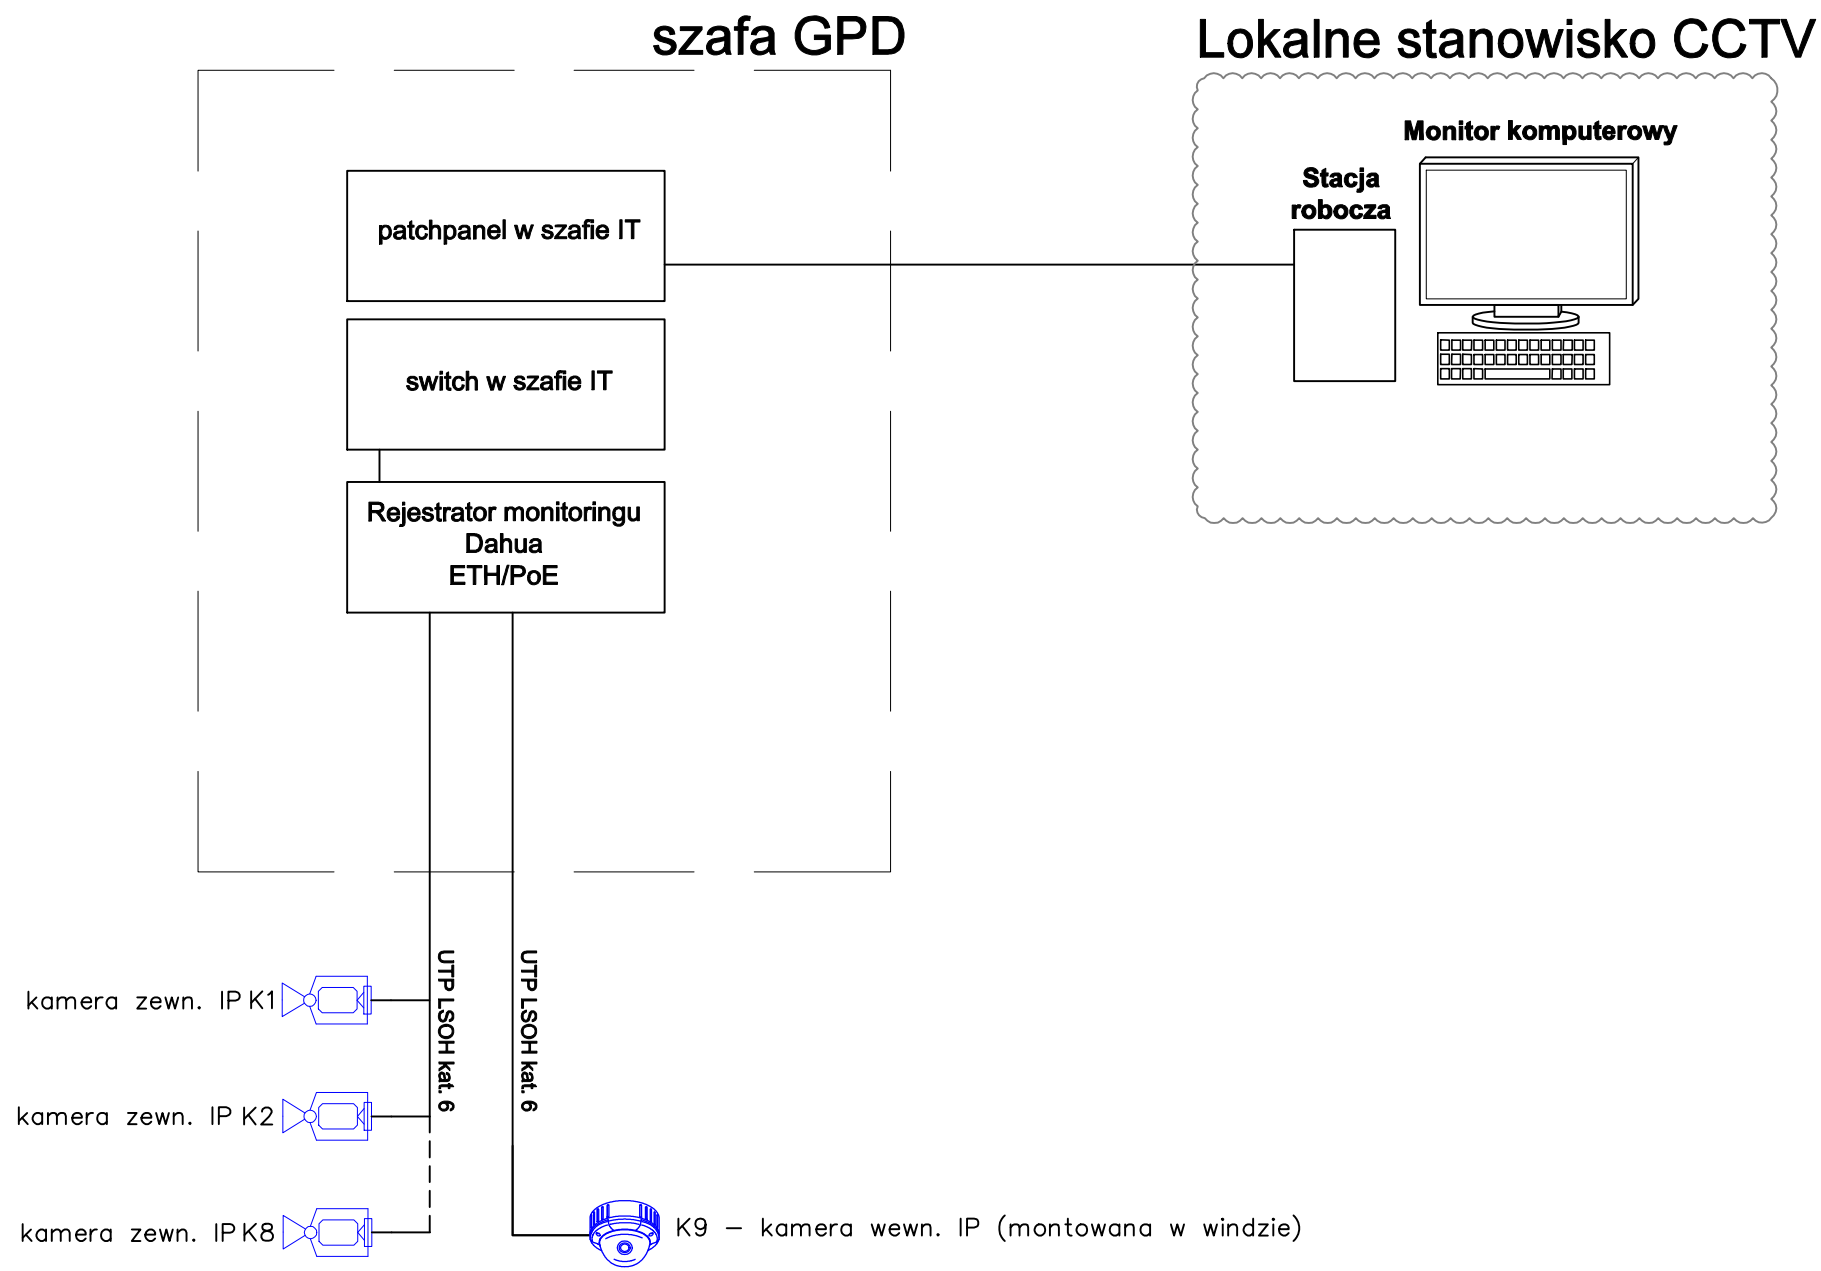 szafa GPD
Lokalne stanowisko CCTV
Monitor komputerowy
Stacja
robocza
patchpanel w szafie IT
switch w szafie IT
Rejestrator monitoringu
Dahua
ETH/PoE
UTP LSOH kat. 6
UTP LSOH kat. 6
kamera zewn. IP K1
kamera zewn. IP K2
kamera zewn. IP K8
K9 – kamera wewn. IP (montowana w windzie)